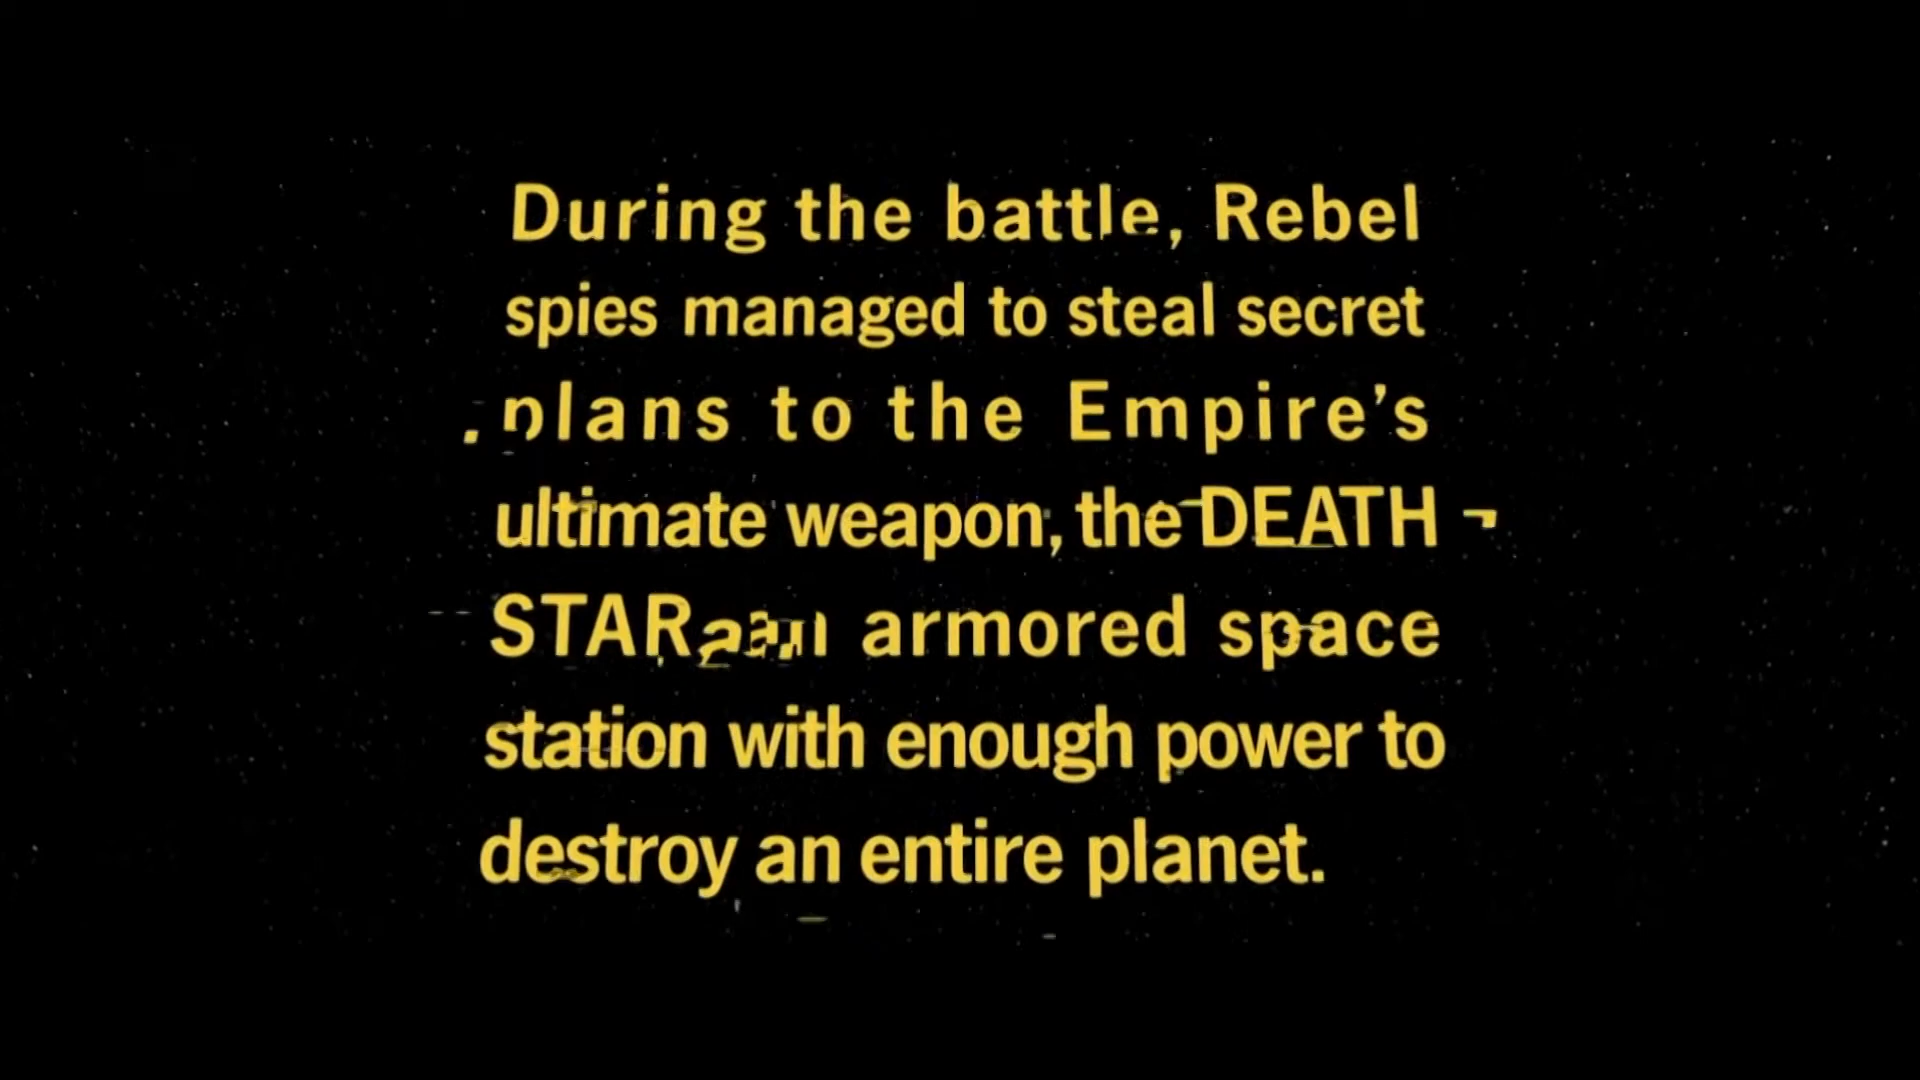 During the battle, Rebel
spies managed to steal secret
plans to the Empire's
ultimate weapon, the DEATH
STAR, an armored space
station with enough power to
destroy an entire planet.